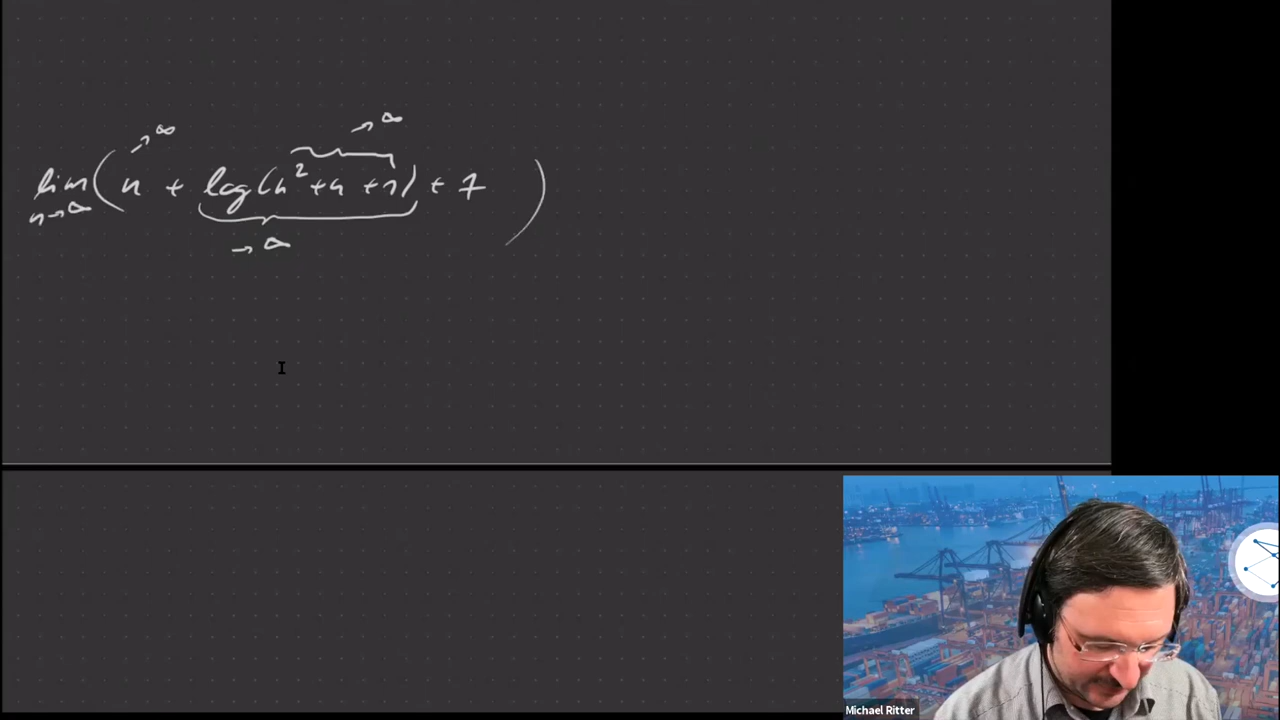 → ∞ → ∞
lim n→∞ ( n + log(n² + n + 1) + 7 )
→ ∞
Michael Ritter